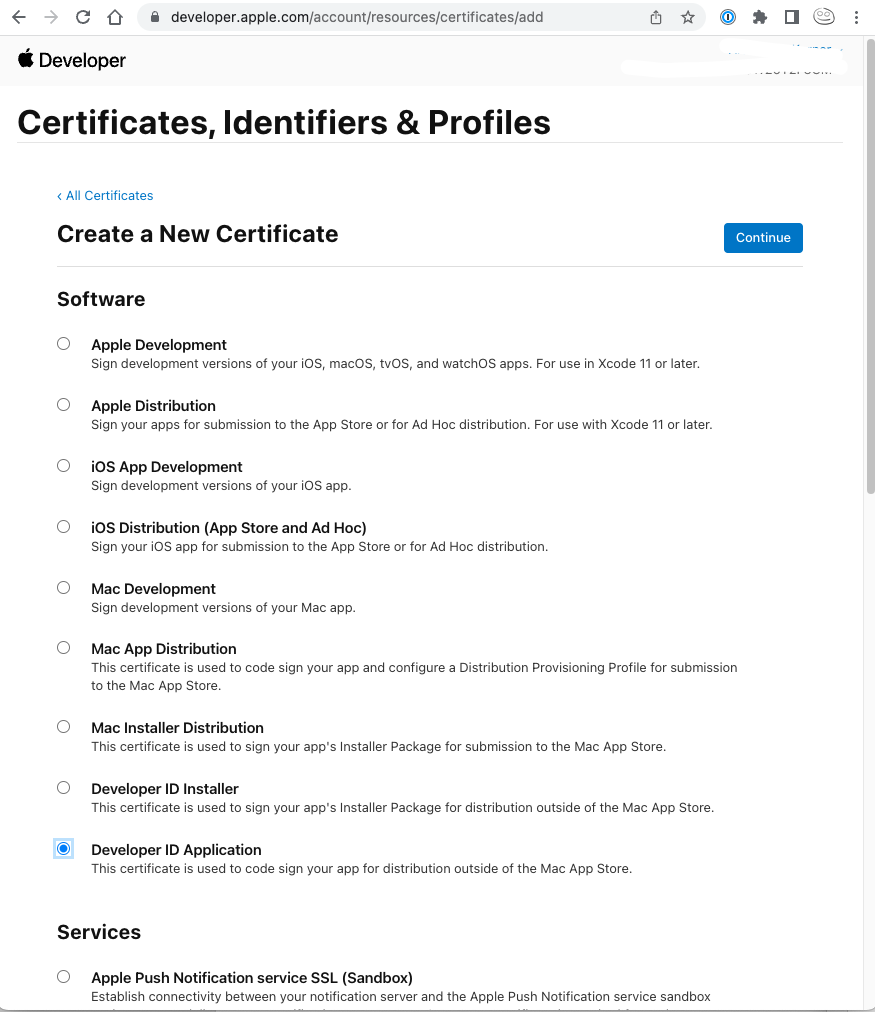 developer.apple.com/account/resources/certificates/add
Developer
Certificates, Identifiers & Profiles
‹ All Certificates
Create a New Certificate
Continue
Software
Apple Development
Sign development versions of your iOS, macOS, tvOS, and watchOS apps. For use in Xcode 11 or later.
Apple Distribution
Sign your apps for submission to the App Store or for Ad Hoc distribution. For use with Xcode 11 or later.
iOS App Development
Sign development versions of your iOS app.
iOS Distribution (App Store and Ad Hoc)
Sign your iOS app for submission to the App Store or for Ad Hoc distribution.
Mac Development
Sign development versions of your Mac app.
Mac App Distribution
This certificate is used to code sign your app and configure a Distribution Provisioning Profile for submission
to the Mac App Store.
Mac Installer Distribution
This certificate is used to sign your app's Installer Package for submission to the Mac App Store.
Developer ID Installer
This certificate is used to sign your app's Installer Package for distribution outside of the Mac App Store.
Developer ID Application
This certificate is used to code sign your app for distribution outside of the Mac App Store.
Services
Apple Push Notification service SSL (Sandbox)
Establish connectivity between your notification server and the Apple Push Notification service sandbox